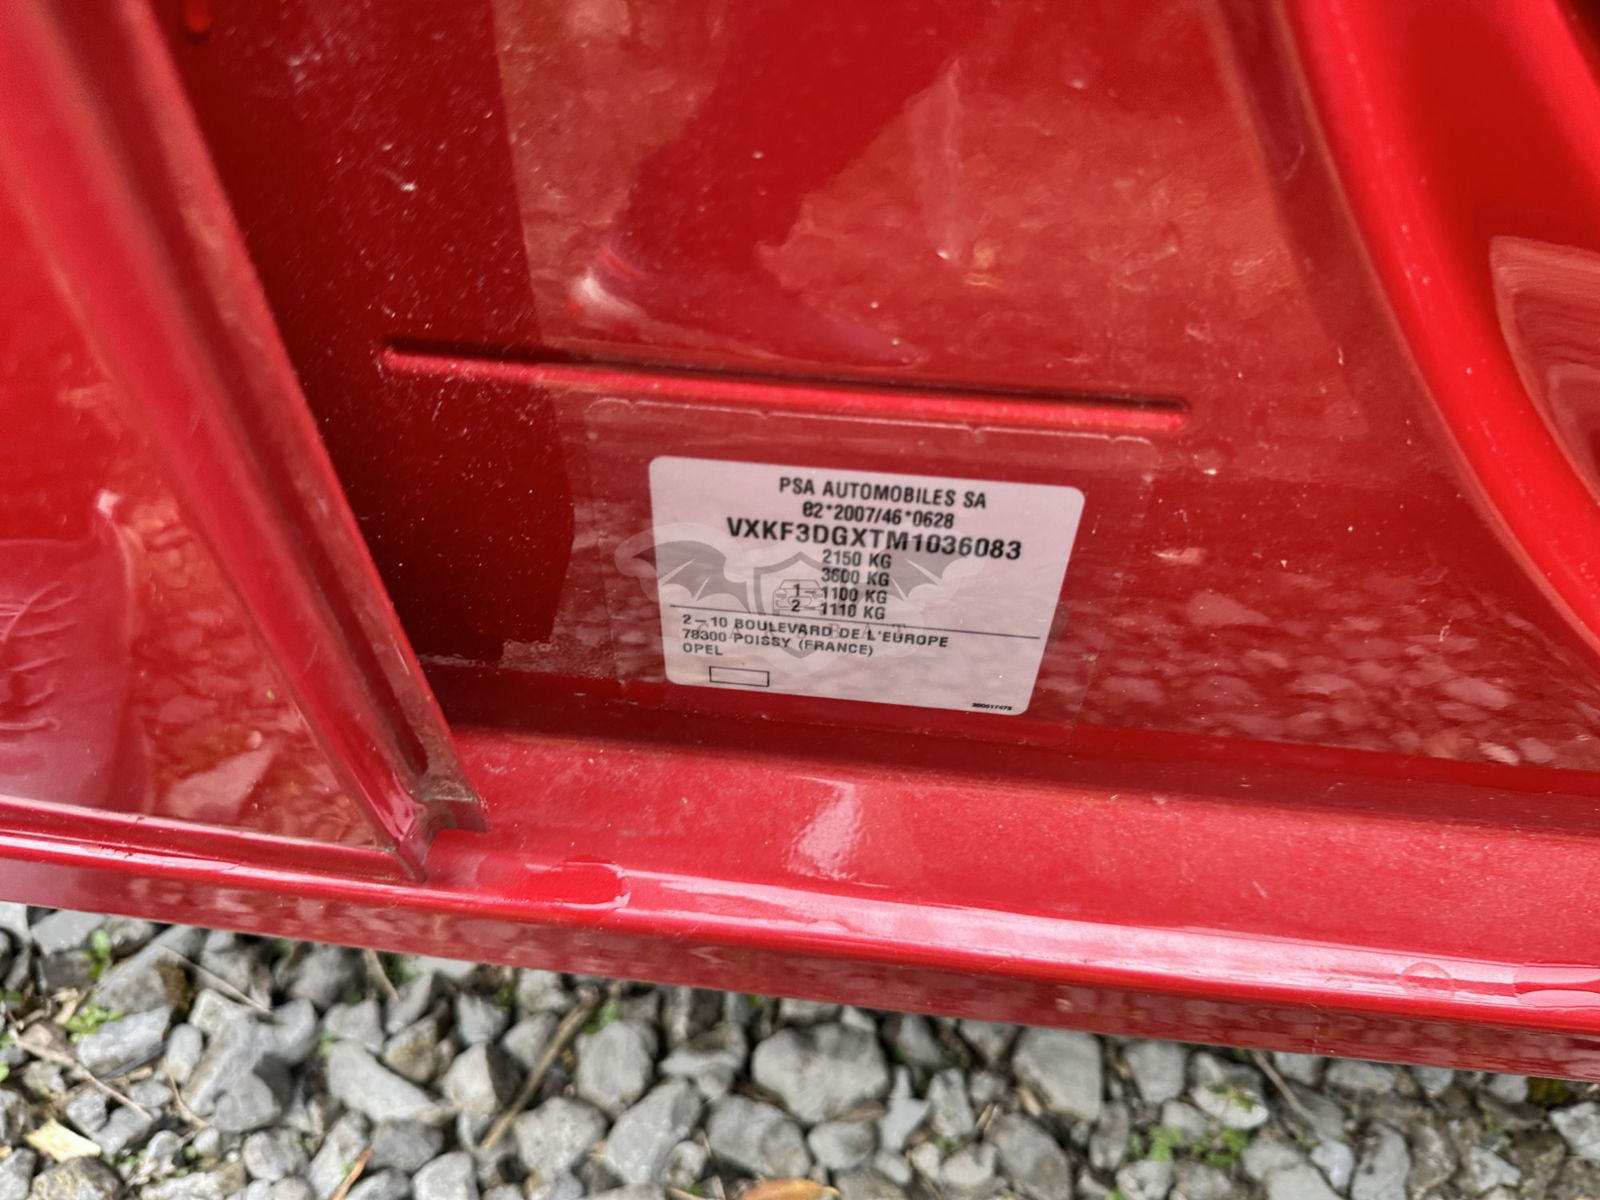 PSA AUTOMOBILES SA
e2*2007/46*0628
VXKF3DGXTM1036083
2150 KG
3600 KG
1-1100 KG
2-1110 KG
2-10 BOULEVARD DE L'EUROPE
78300 POISSY (FRANCE)
OPEL
CARSBAT